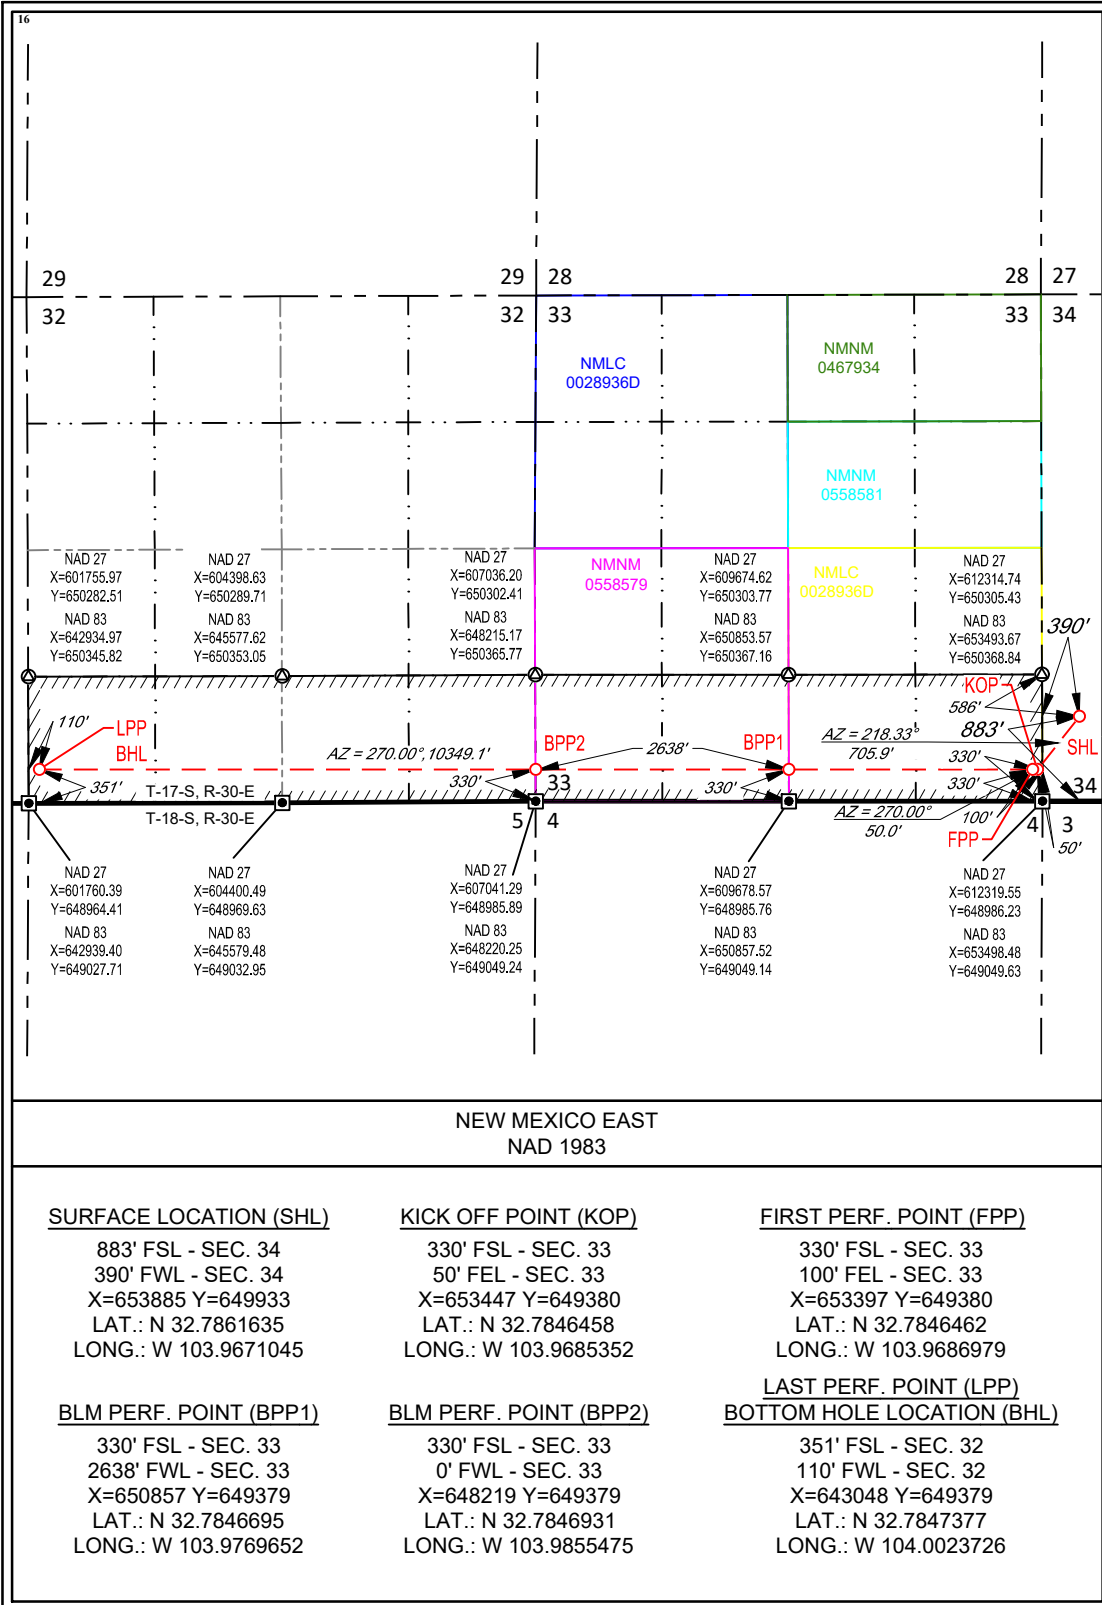 16
29
29
28
28
27
32
32
33
33
34
NMLC
0028936D
NMNM
0467934
NMNM
0558581
NMNM
0558579
NMLC
0028936D
NAD 27
X=601755.97
Y=650282.51
NAD 83
X=642934.97
Y=650345.82
NAD 27
X=604398.63
Y=650289.71
NAD 83
X=645577.62
Y=650353.05
NAD 27
X=607036.20
Y=650302.41
NAD 83
X=648215.17
Y=650365.77
NAD 27
X=609674.62
Y=650303.77
NAD 83
X=650853.57
Y=650367.16
NAD 27
X=612314.74
Y=650305.43
NAD 83
X=653493.67
Y=650368.84
390'
KOP
586'
883'
SHL
110'
LPP
BHL
AZ = 270.00°, 10349.1'
BPP2
2638'
BPP1
AZ = 218.33°
705.9'
330'
330'
351'
330'
33
330'
34
T-17-S, R-30-E
T-18-S, R-30-E
5
4
AZ = 270.00°
50.0'
100'
FPP
4
3
50'
NAD 27
X=601760.39
Y=648964.41
NAD 83
X=642939.40
Y=649027.71
NAD 27
X=604400.49
Y=648969.63
NAD 83
X=645579.48
Y=649032.95
NAD 27
X=607041.29
Y=648985.89
NAD 83
X=648220.25
Y=649049.24
NAD 27
X=609678.57
Y=648985.76
NAD 83
X=650857.52
Y=649049.14
NAD 27
X=612319.55
Y=648986.23
NAD 83
X=653498.48
Y=649049.63
NEW MEXICO EAST
NAD 1983
SURFACE LOCATION (SHL)
883' FSL - SEC. 34
390' FWL - SEC. 34
X=653885 Y=649933
LAT.: N 32.7861635
LONG.: W 103.9671045
KICK OFF POINT (KOP)
330' FSL - SEC. 33
50' FEL - SEC. 33
X=653447 Y=649380
LAT.: N 32.7846458
LONG.: W 103.9685352
FIRST PERF. POINT (FPP)
330' FSL - SEC. 33
100' FEL - SEC. 33
X=653397 Y=649380
LAT.: N 32.7846462
LONG.: W 103.9686979
BLM PERF. POINT (BPP1)
330' FSL - SEC. 33
2638' FWL - SEC. 33
X=650857 Y=649379
LAT.: N 32.7846695
LONG.: W 103.9769652
BLM PERF. POINT (BPP2)
330' FSL - SEC. 33
0' FWL - SEC. 33
X=648219 Y=649379
LAT.: N 32.7846931
LONG.: W 103.9855475
LAST PERF. POINT (LPP)
BOTTOM HOLE LOCATION (BHL)
351' FSL - SEC. 32
110' FWL - SEC. 32
X=643048 Y=649379
LAT.: N 32.7847377
LONG.: W 104.0023726